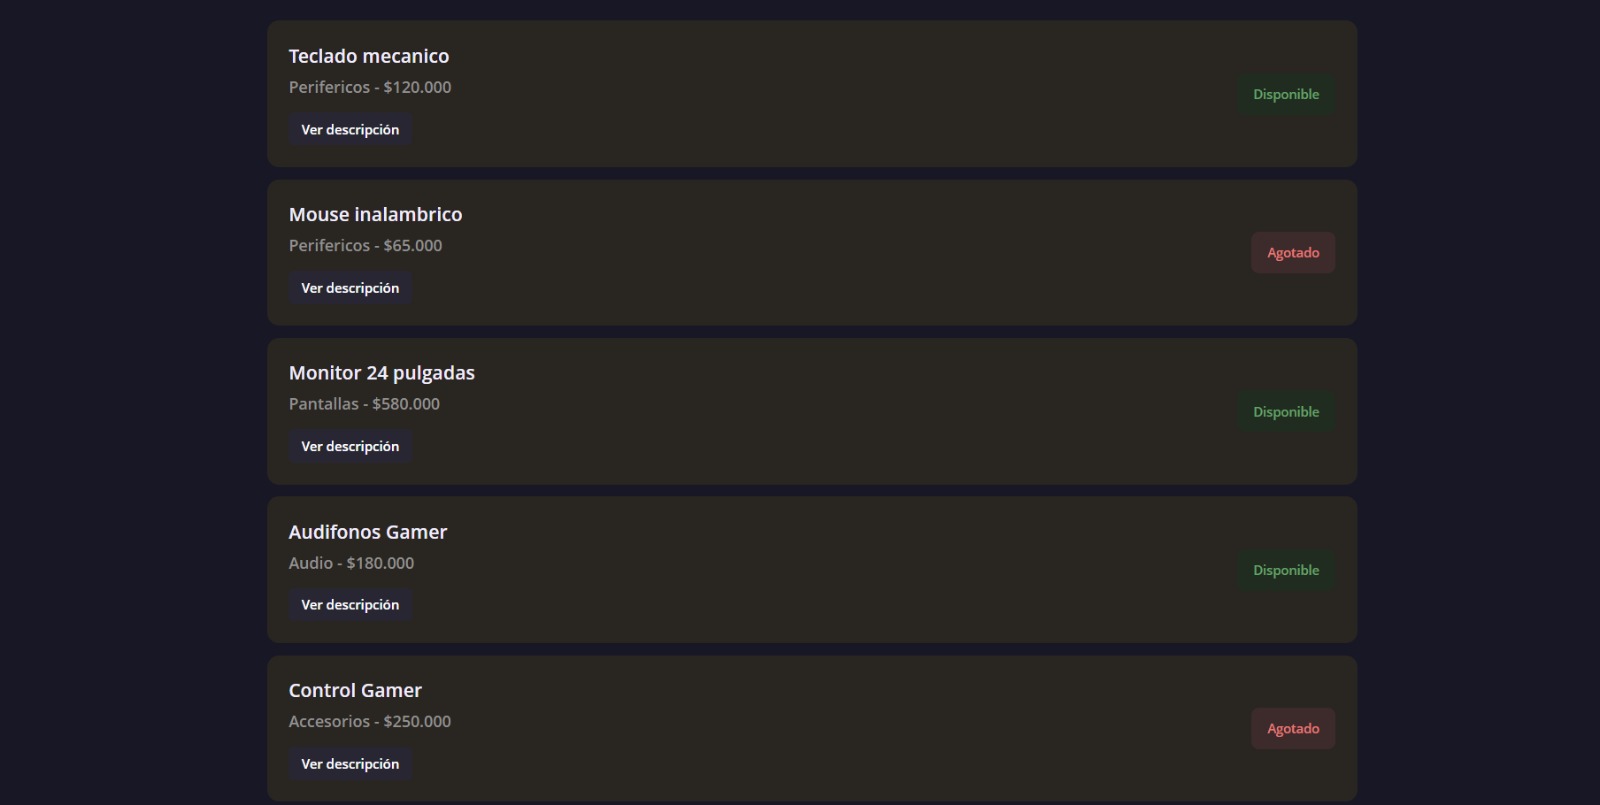 Teclado mecanico
Perifericos - $120.000
Disponible
Ver descripción
Mouse inalambrico
Perifericos - $65.000
Agotado
Ver descripción
Monitor 24 pulgadas
Pantallas - $580.000
Disponible
Ver descripción
Audifonos Gamer
Audio - $180.000
Disponible
Ver descripción
Control Gamer
Accesorios - $250.000
Agotado
Ver descripción